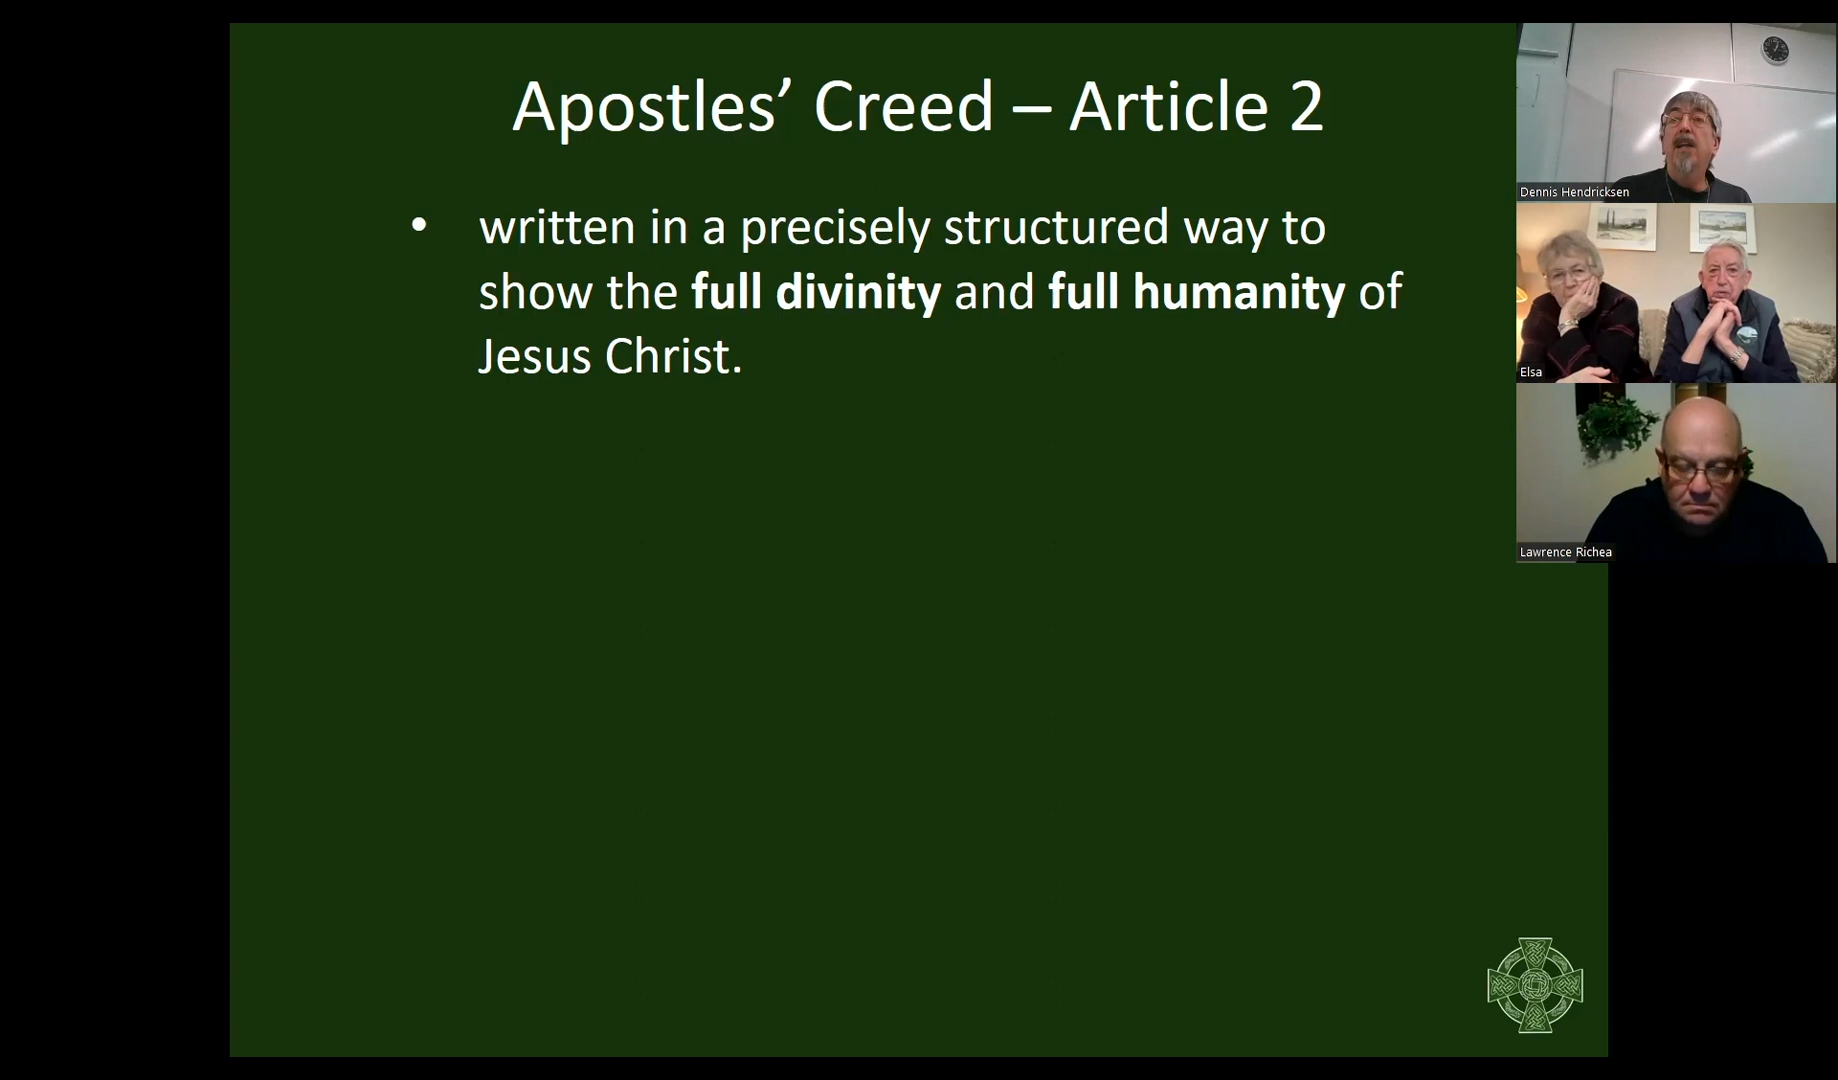 Apostles’ Creed – Article 2
• written in a precisely structured way to
show the full divinity and full humanity of
Jesus Christ.
Dennis Hendricksen
Elsa
Lawrence Richea